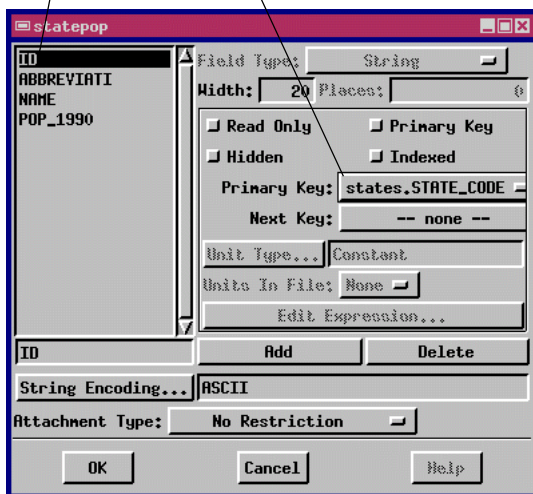 statepop
ID
ABBREVIATI
NAME
POP_1990
Field Type: String
Width: 20 Places: 0
Read Only Primary Key
Hidden Indexed
Primary Key: states.STATE_CODE
Next Key: -- none --
Unit Type... Constant
Units In File: None
Edit Expression...
ID Add Delete
String Encoding... ASCII
Attachment Type: No Restriction
OK Cancel Help